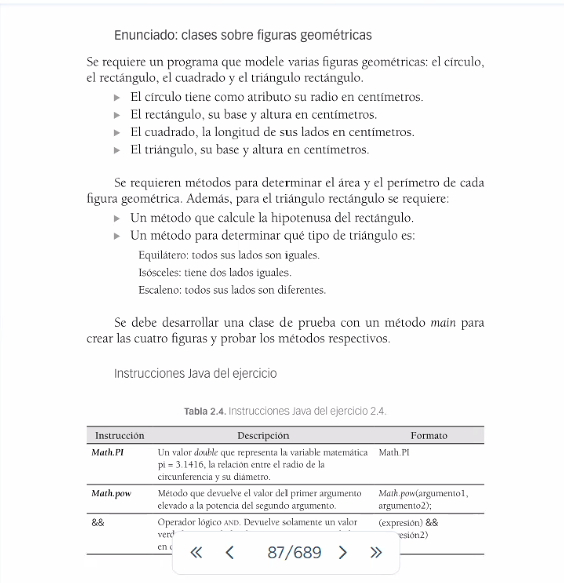 Enunciado: clases sobre figuras geométricas
Se requiere un programa que modele varias figuras geométricas: el círculo,
el rectángulo, el cuadrado y el triángulo rectángulo.
► El círculo tiene como atributo su radio en centímetros.
► El rectángulo, su base y altura en centímetros.
► El cuadrado, la longitud de sus lados en centímetros.
► El triángulo, su base y altura en centímetros.
Se requieren métodos para determinar el área y el perímetro de cada
figura geométrica. Además, para el triángulo rectángulo se requiere:
► Un método que calcule la hipotenusa del rectángulo.
► Un método para determinar qué tipo de triángulo es:
Equilátero: todos sus lados son iguales.
Isósceles: tiene dos lados iguales.
Escaleno: todos sus lados son diferentes.
Se debe desarrollar una clase de prueba con un método main para
crear las cuatro figuras y probar los métodos respectivos.
Instrucciones Java del ejercicio
Tabla 2.4. Instrucciones Java del ejercicio 2.4.
Instrucción Descripción Formato
Math.PI Un valor double que representa la variable matemática Math.PI
pi = 3.1416, la relación entre el radio de la
circunferencia y su diámetro.
Math.pow Método que devuelve el valor del primer argumento Math.pow(argumento1,
elevado a la potencia del segundo argumento. argumento2);
&& Operador lógico AND. Devuelve solamente un valor (expresión) &&
87/689